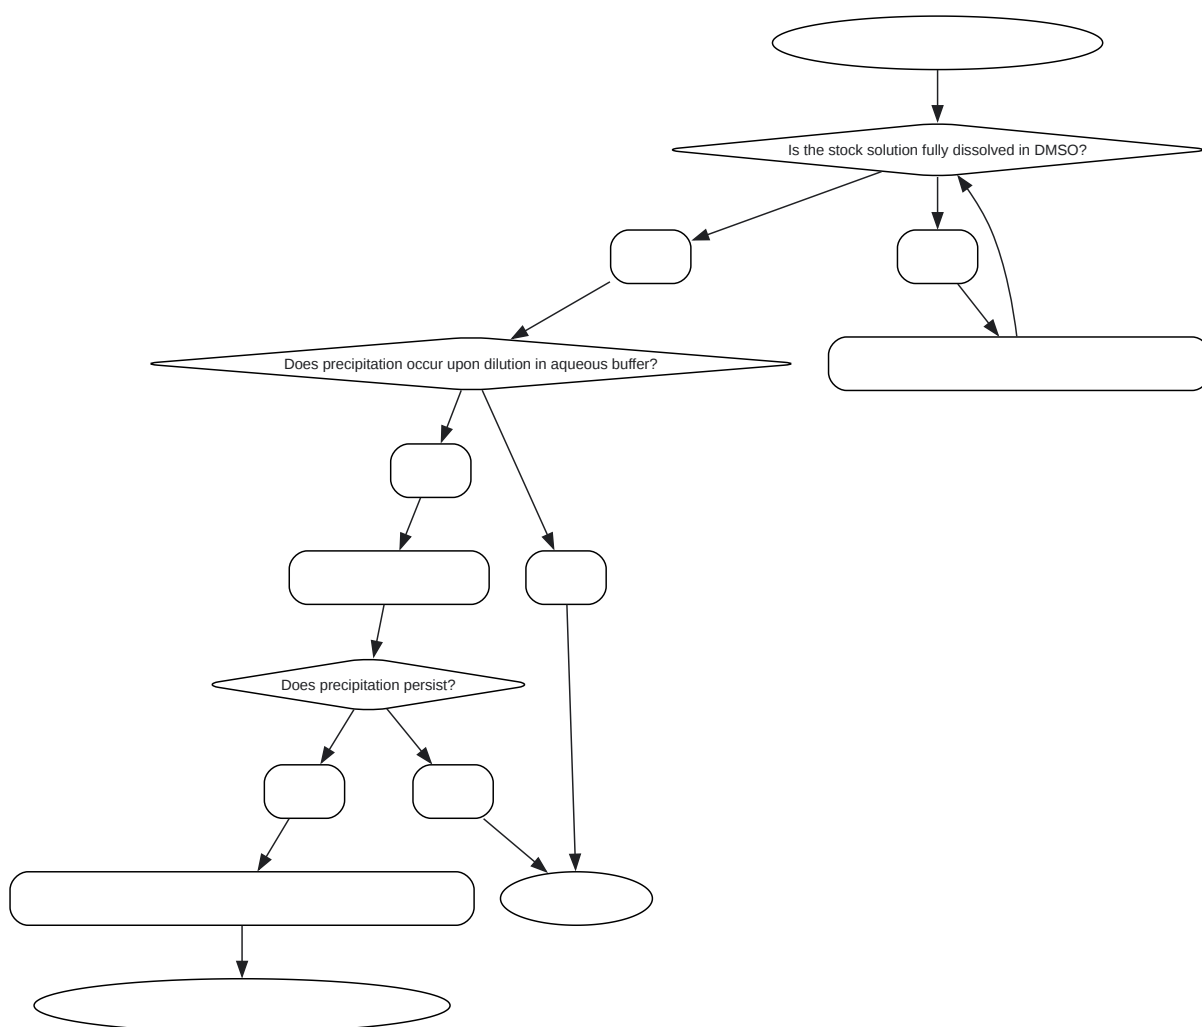 Is the stock solution fully dissolved in DMSO?
Does precipitation occur upon dilution in aqueous buffer?
Does precipitation persist?